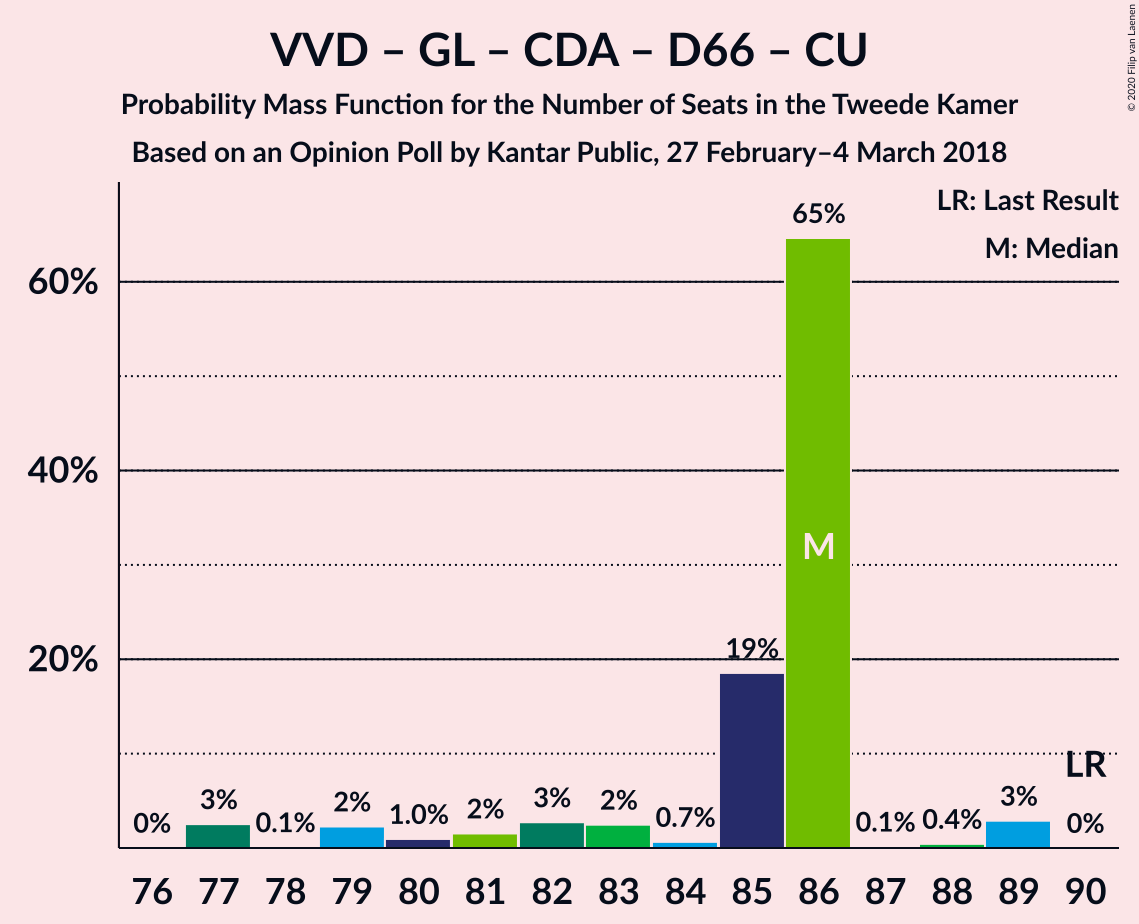 VVD – GL – CDA – D66 – CU
Probability Mass Function for the Number of Seats in the Tweede Kamer
Based on an Opinion Poll by Kantar Public, 27 February–4 March 2018
© 2020 Filip van Laenen
LR: Last Result
M: Median
60%
40%
20%
0%
3%
0.1%
2%
1.0%
2%
3%
2%
0.7%
19%
65%
M
0.1%
0.4%
3%
LR
0%
76 77 78 79 80 81 82 83 84 85 86 87 88 89 90